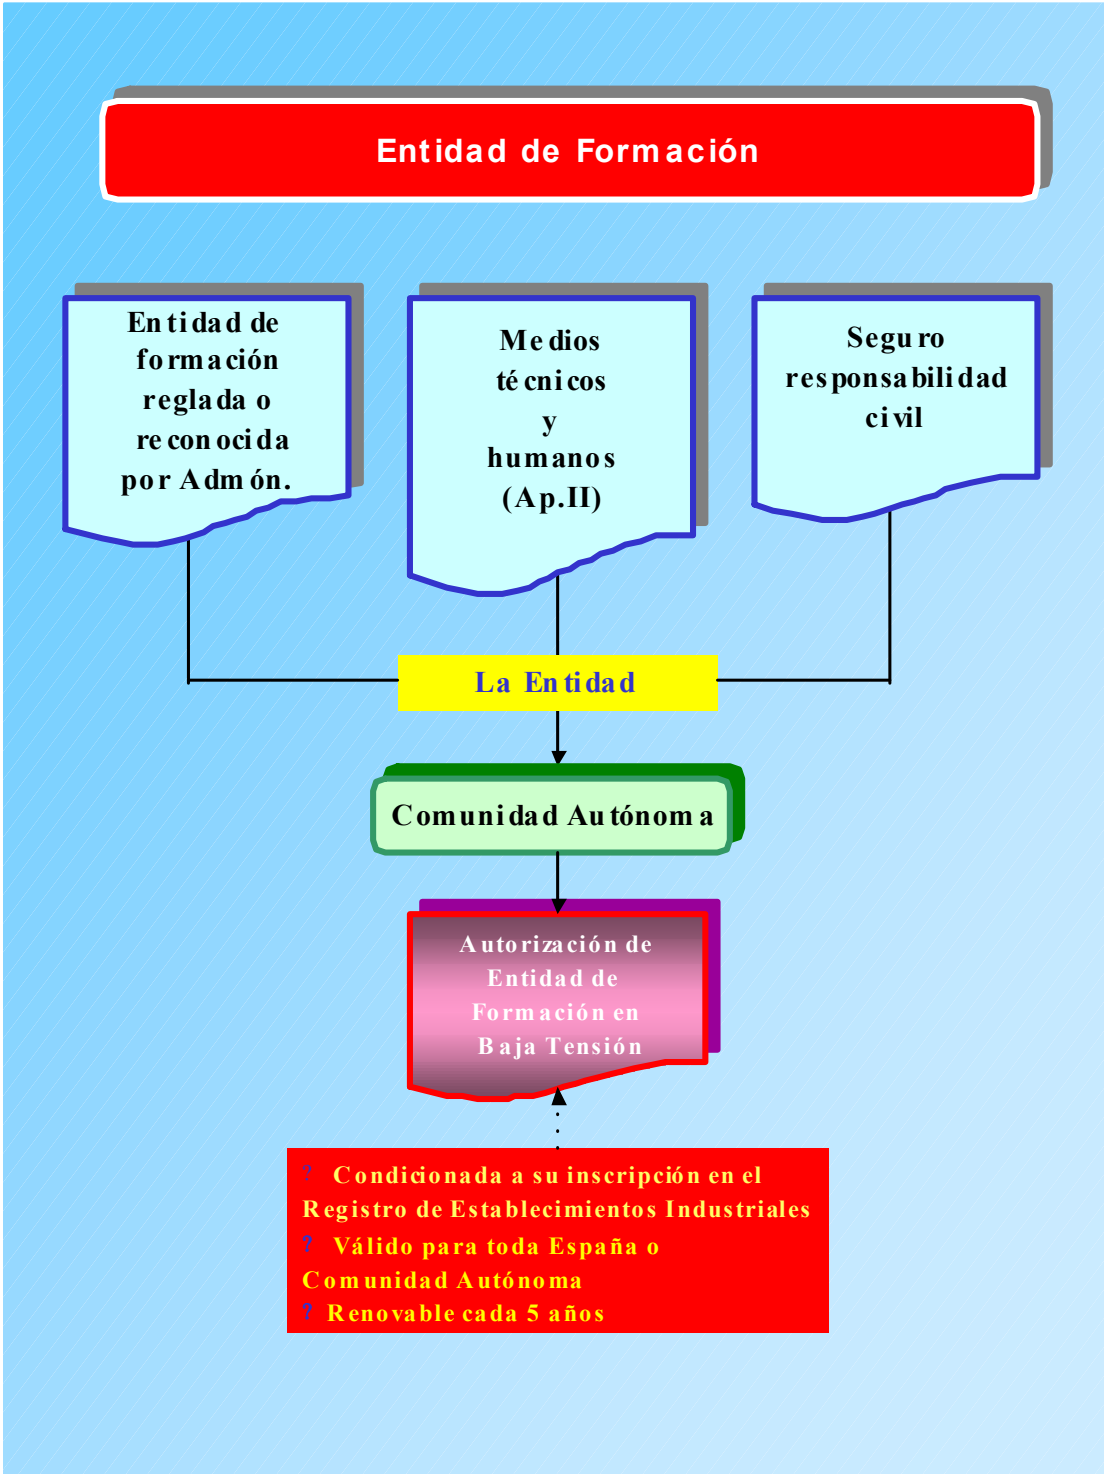 Entidad de Formación
Entidad de
formación
reglada o
reconocida
por Admón.
Medios
técnicos
y
humanos
(Ap.II)
Seguro
responsabilidad
civil
La Entidad
Comunidad Autónoma
Autorización de
Entidad de
Formación en
Baja Tensión
? Condicionada a su inscripción en el
Registro de Establecimientos Industriales
? Válido para toda España o
Comunidad Autónoma
? Renovable cada 5 años